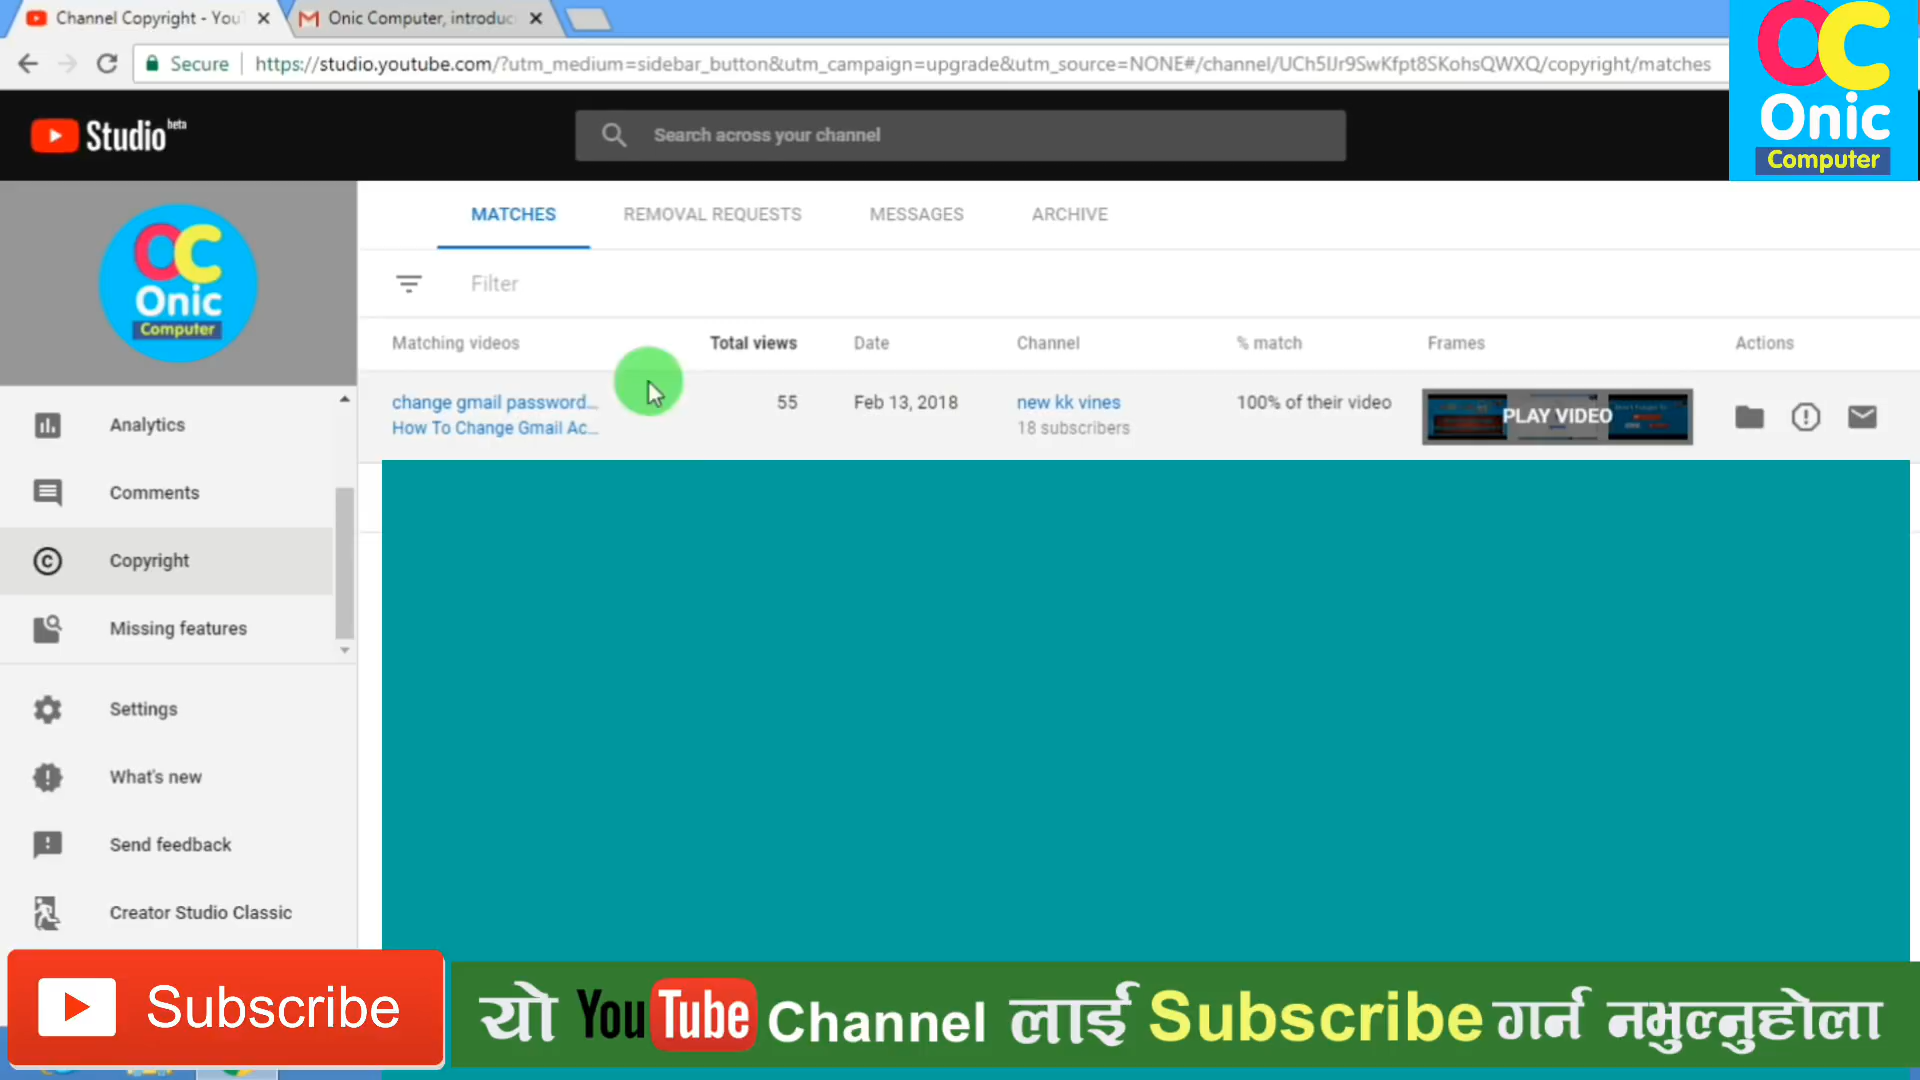 Channel Copyright - You
Onic Computer, introduc
Secure
https://studio.youtube.com/?utm_medium=sidebar_button&utm_campaign=upgrade&utm_source=NONE#/channel/UCh5lJr9SwKfpt8SKohsQWXQ/copyright/matches
OC
Onic
Computer
Studio beta
Search across your channel
OC
Onic
Computer
MATCHES REMOVAL REQUESTS MESSAGES ARCHIVE
Filter
Matching videos Total views Date Channel % match Frames Actions
change gmail password... 55 Feb 13, 2018 new kk vines 100% of their video PLAY VIDEO
How To Change Gmail Ac... 18 subscribers
Analytics
Comments
Copyright
Missing features
Settings
What's new
Send feedback
Creator Studio Classic
Subscribe
यो YouTube Channel लाई Subscribe गर्न नभुल्नुहोला